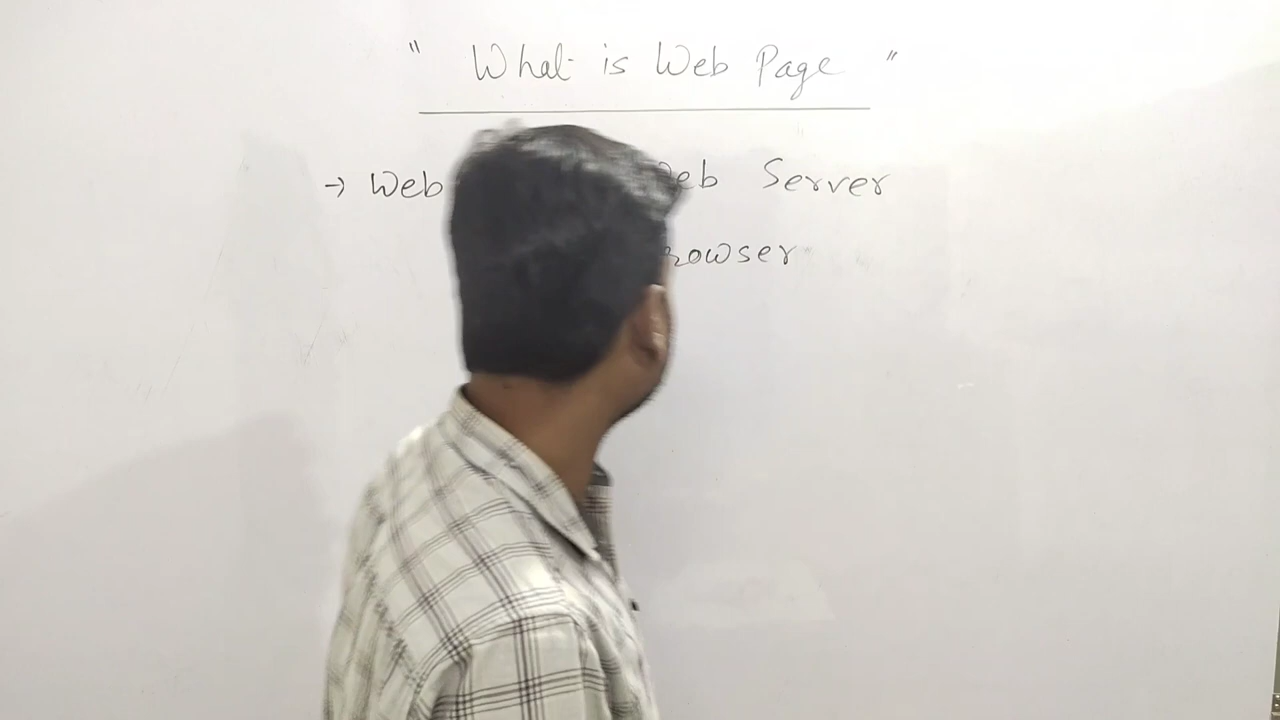 " What is Web Page "
→ Web eb Server
rowser